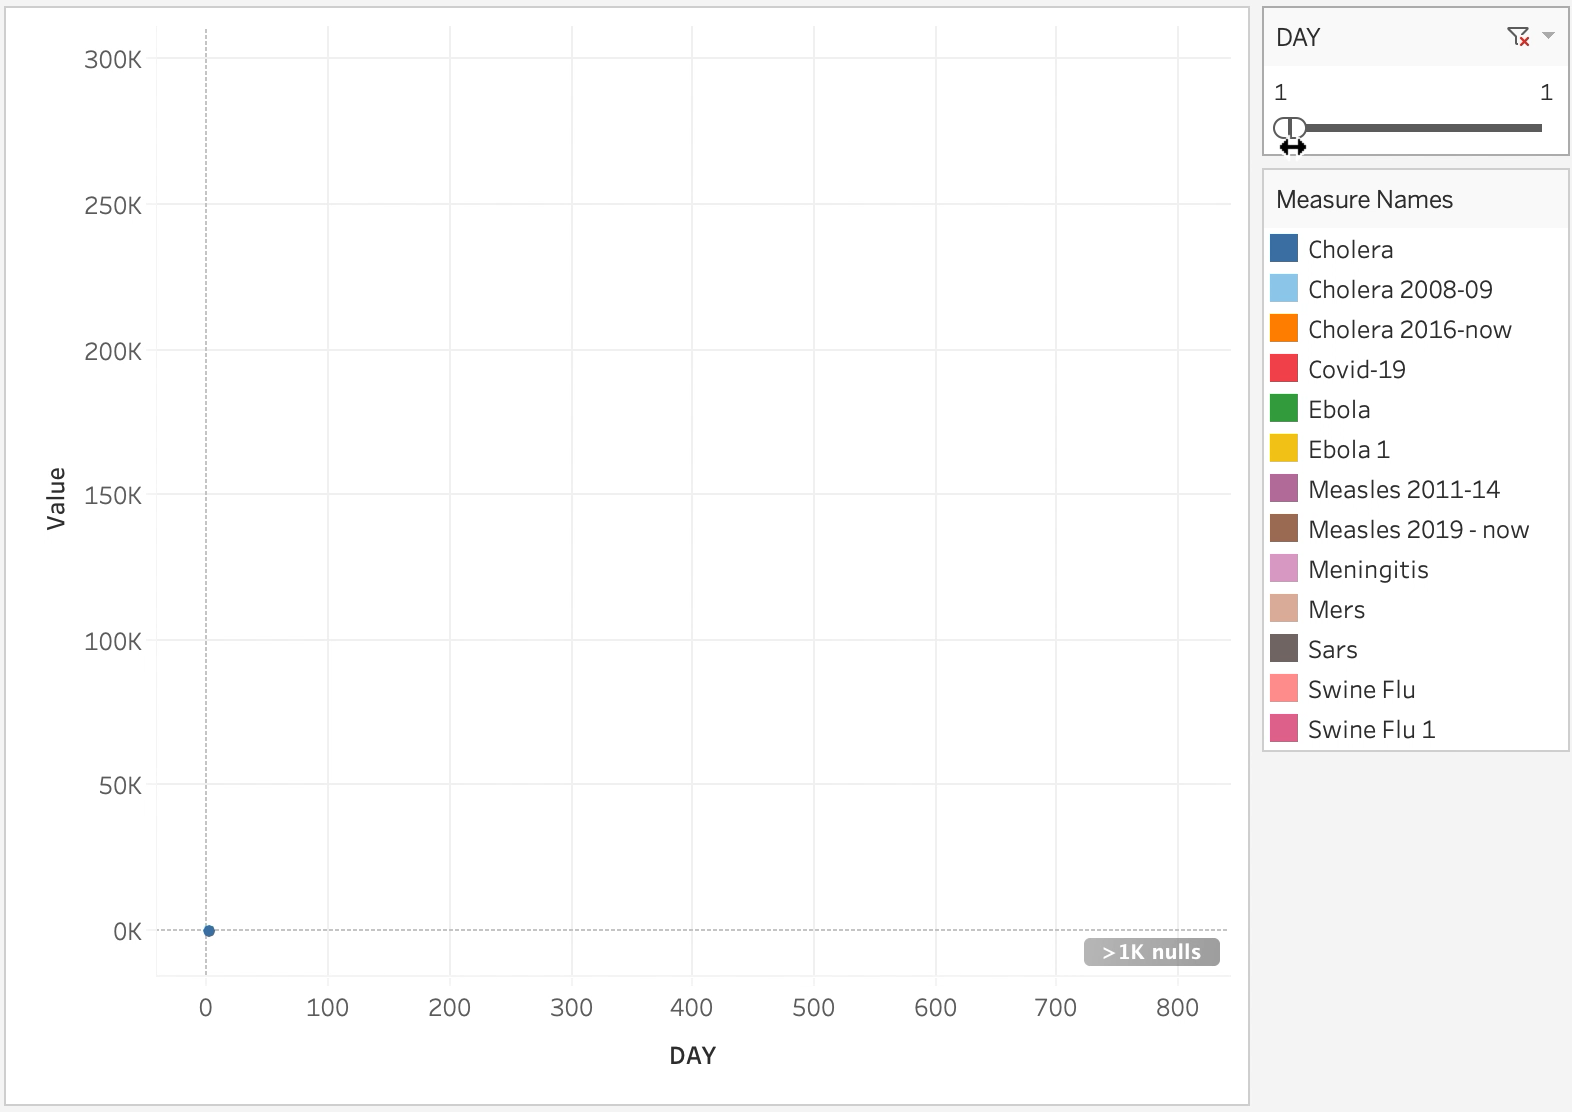 300K
250K
200K
150K
100K
50K
0K
Value
>1K nulls
0 100 200 300 400 500 600 700 800
DAY
DAY
1 1
Measure Names
Cholera
Cholera 2008-09
Cholera 2016-now
Covid-19
Ebola
Ebola 1
Measles 2011-14
Measles 2019 - now
Meningitis
Mers
Sars
Swine Flu
Swine Flu 1